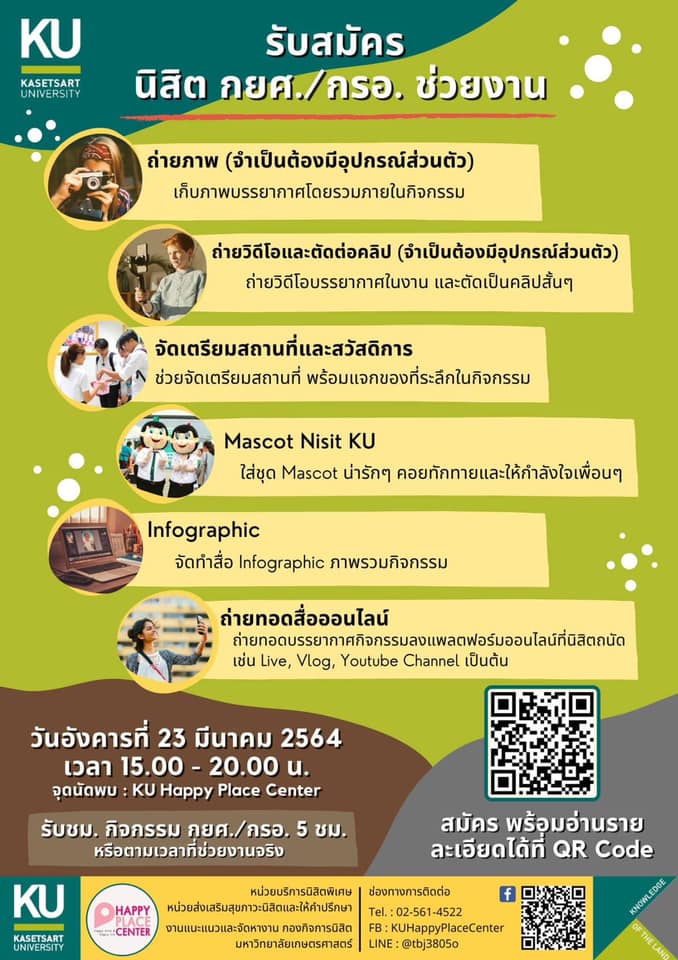 KU
KASETSART
UNIVERSITY
รับสมัคร
นิสิต กยศ./กรอ. ช่วยงาน
ถ่ายภาพ (จำเป็นต้องมีอุปกรณ์ส่วนตัว)
เก็บภาพบรรยากาศโดยรวมภายในกิจกรรม
ถ่ายวิดีโอและตัดต่อคลิป (จำเป็นต้องมีอุปกรณ์ส่วนตัว)
ถ่ายวิดีโอบรรยากาศในงาน และตัดเป็นคลิปสั้นๆ
จัดเตรียมสถานที่และสวัสดิการ
ช่วยจัดเตรียมสถานที่ พร้อมแจกของที่ระลึกในกิจกรรม
Mascot Nisit KU
ใส่ชุด Mascot น่ารักๆ คอยทักทายและให้กำลังใจเพื่อนๆ
Infographic
จัดทำสื่อ Infographic ภาพรวมกิจกรรม
ถ่ายทอดสื่อออนไลน์
ถ่ายทอดบรรยากาศกิจกรรมลงแพลตฟอร์มออนไลน์ที่นิสิตถนัด
เช่น Live, Vlog, Youtube Channel เป็นต้น
วันอังคารที่ 23 มีนาคม 2564
เวลา 15.00 - 20.00 น.
จุดนัดพบ : KU Happy Place Center
รับชม. กิจกรรม กยศ./กรอ. 5 ชม.
หรือตามเวลาที่ช่วยงานจริง
สมัคร พร้อมอ่านราย
ละเอียดได้ที่ QR Code
KU
KASETSART
UNIVERSITY
HAPPY
PLACE
CENTER
หน่วยบริการนิสิตพิเศษ
หน่วยส่งเสริมสุขภาวะนิสิตและให้คำปรึกษา
งานแนะแนวและจัดหางาน กองกิจการนิสิต
มหาวิทยาลัยเกษตรศาสตร์
ช่องทางการติดต่อ
Tel. : 02-561-4522
FB : KUHappyPlaceCenter
LINE : @tbj3805o
KNOWLEDGE
OF THE LAND